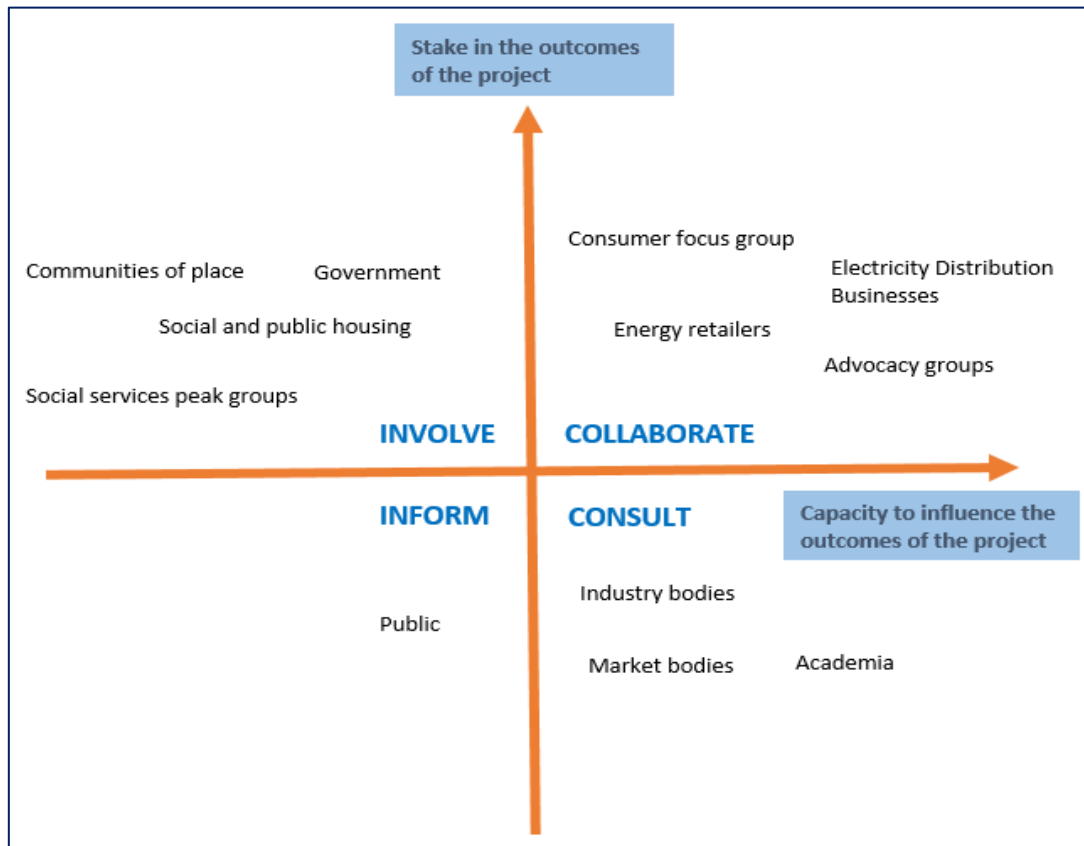 Stake in the outcomes
of the project
Consumer focus group
Communities of place
Government
Electricity Distribution
Businesses
Social and public housing
Energy retailers
Advocacy groups
Social services peak groups
INVOLVE
COLLABORATE
INFORM
CONSULT
Capacity to influence the
outcomes of the project
Industry bodies
Public
Market bodies
Academia